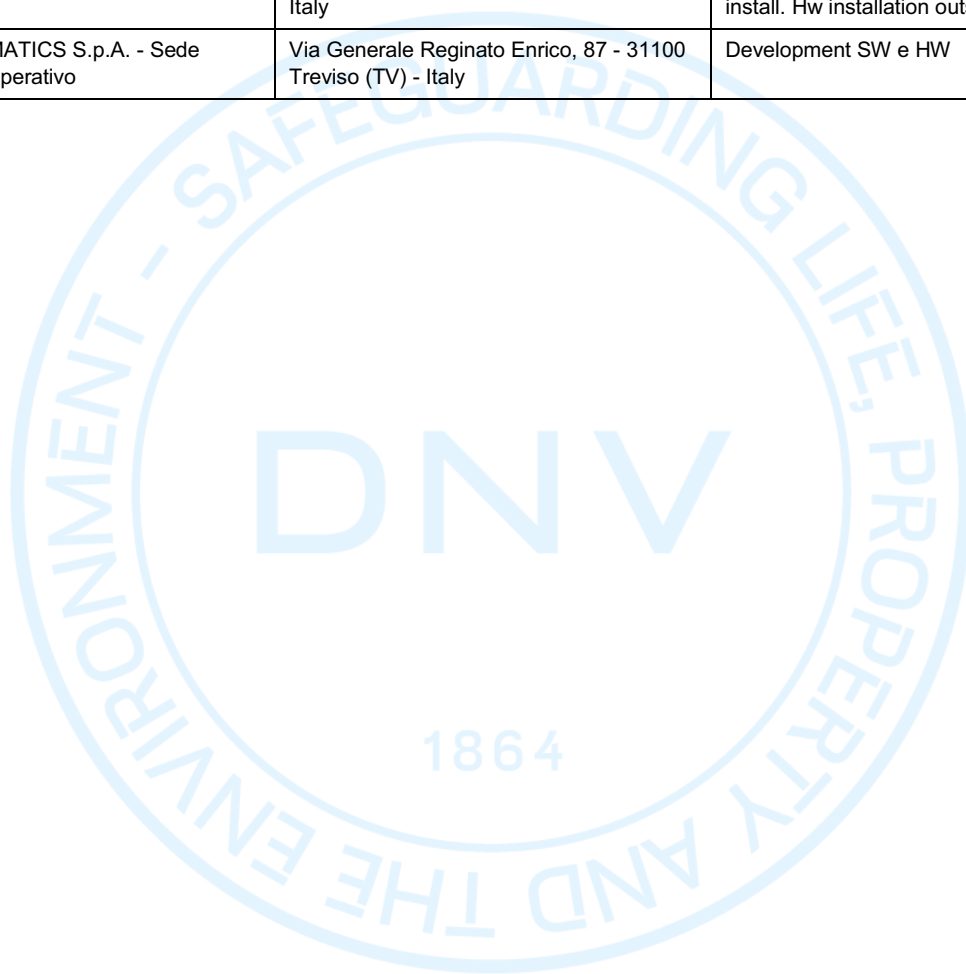 Italy
install. Hw installation out
MATICS S.p.A. - Sede
perativo
Via Generale Reginato Enrico, 87 - 31100
Treviso (TV) - Italy
Development SW e HW
SAFEGUARDING LIFE, PROPERTY AND THE ENVIRONMENT -
DNV
1864